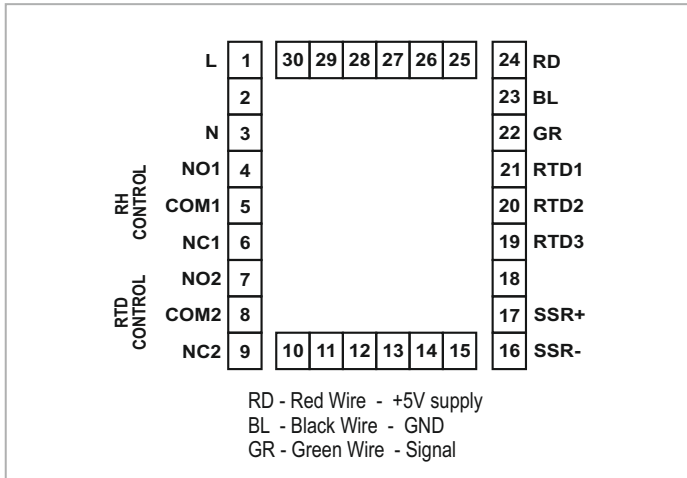 L 1 30 29 28 27 26 25 24 RD
2 23 BL
N 3 22 GR
RH CONTROL
NO1 4 21 RTD1
COM1 5 20 RTD2
NC1 6 19 RTD3
RTD CONTROL
NO2 7 18
COM2 8 17 SSR+
NC2 9 10 11 12 13 14 15 16 SSR-
RD - Red Wire - +5V supply
BL - Black Wire - GND
GR - Green Wire - Signal